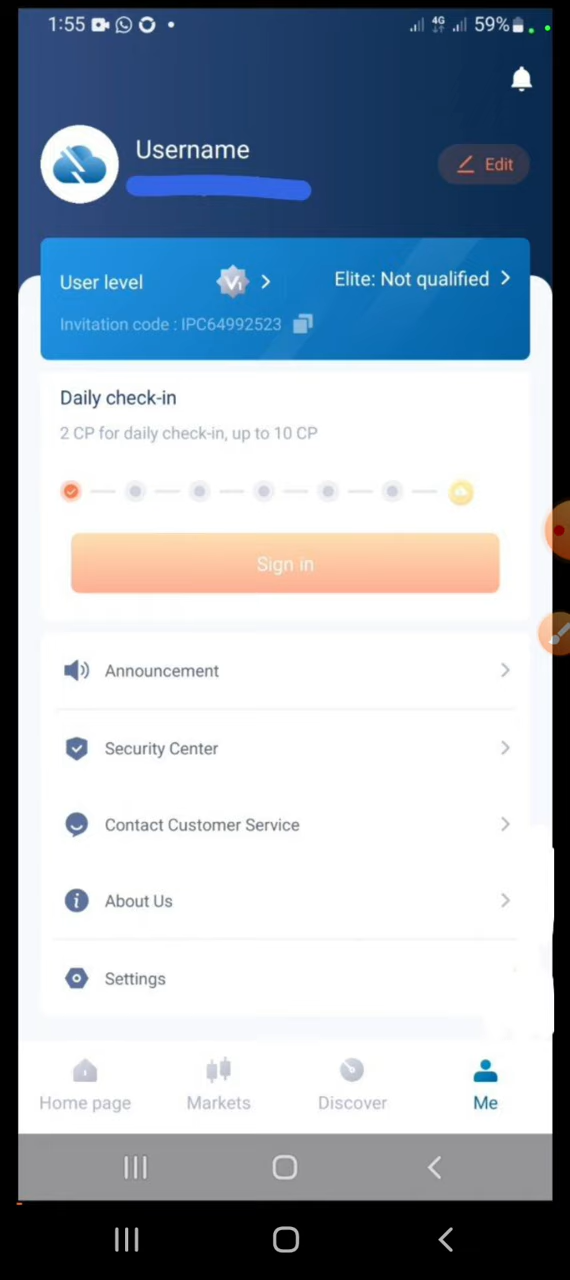 1:55
4G
59%
Username
Edit
User level
V1
Elite: Not qualified
Invitation code : IPC64992523
Daily check-in
2 CP for daily check-in, up to 10 CP
Sign in
Announcement
Security Center
Contact Customer Service
About Us
Settings
Home page
Markets
Discover
Me